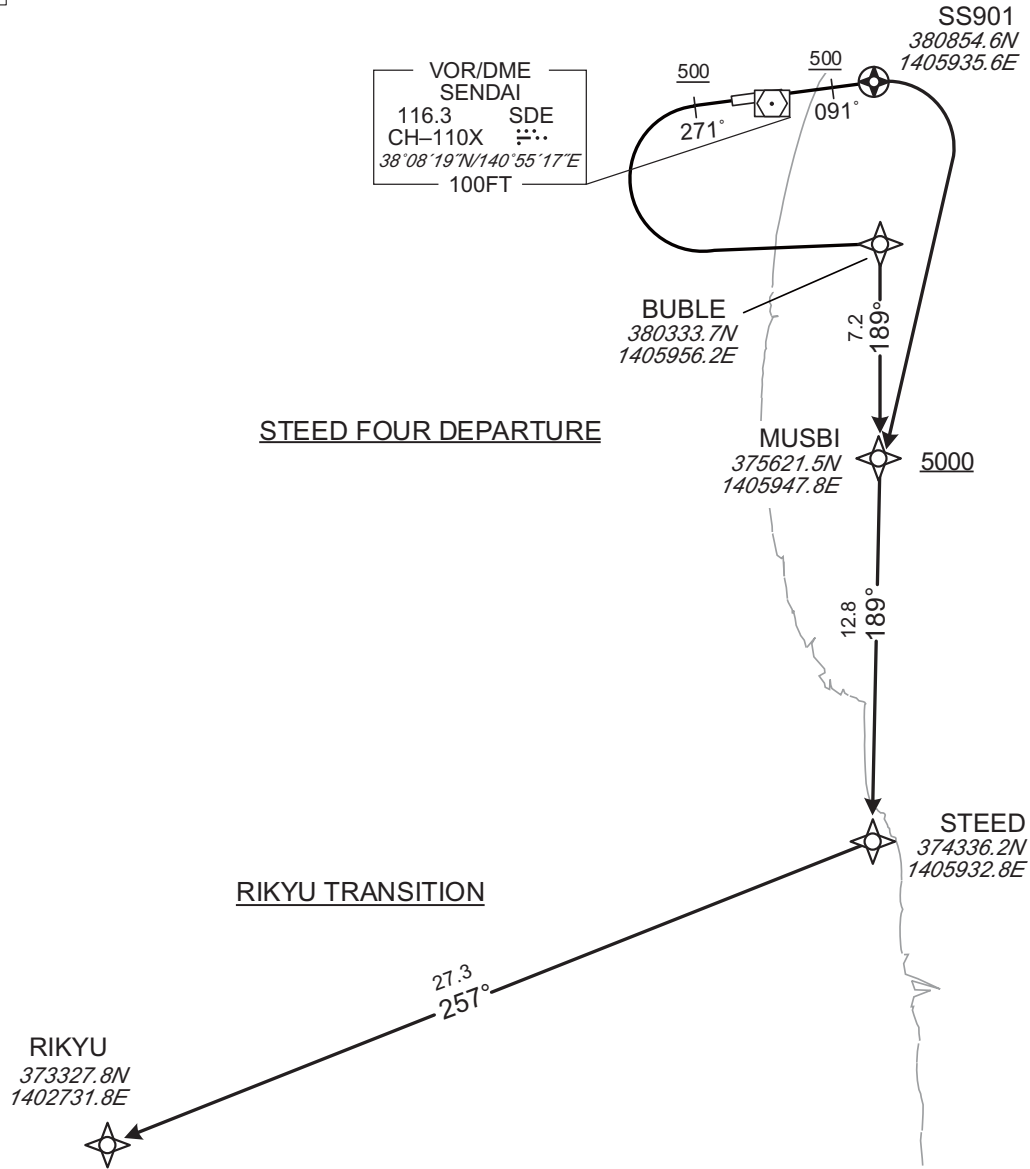 SS901
380854.6N
1405935.6E
VOR/DME
SENDAI
116.3 SDE
CH–110X
38°08´19˝N/140°55´17˝E
100FT
500
271°
500
091°
BUBLE
380333.7N
1405956.2E
7.2
189°
STEED FOUR DEPARTURE
MUSBI
375621.5N
1405947.8E
5000
12.8
189°
STEED
374336.2N
1405932.8E
RIKYU TRANSITION
27.3
257°
RIKYU
373327.8N
1402731.8E